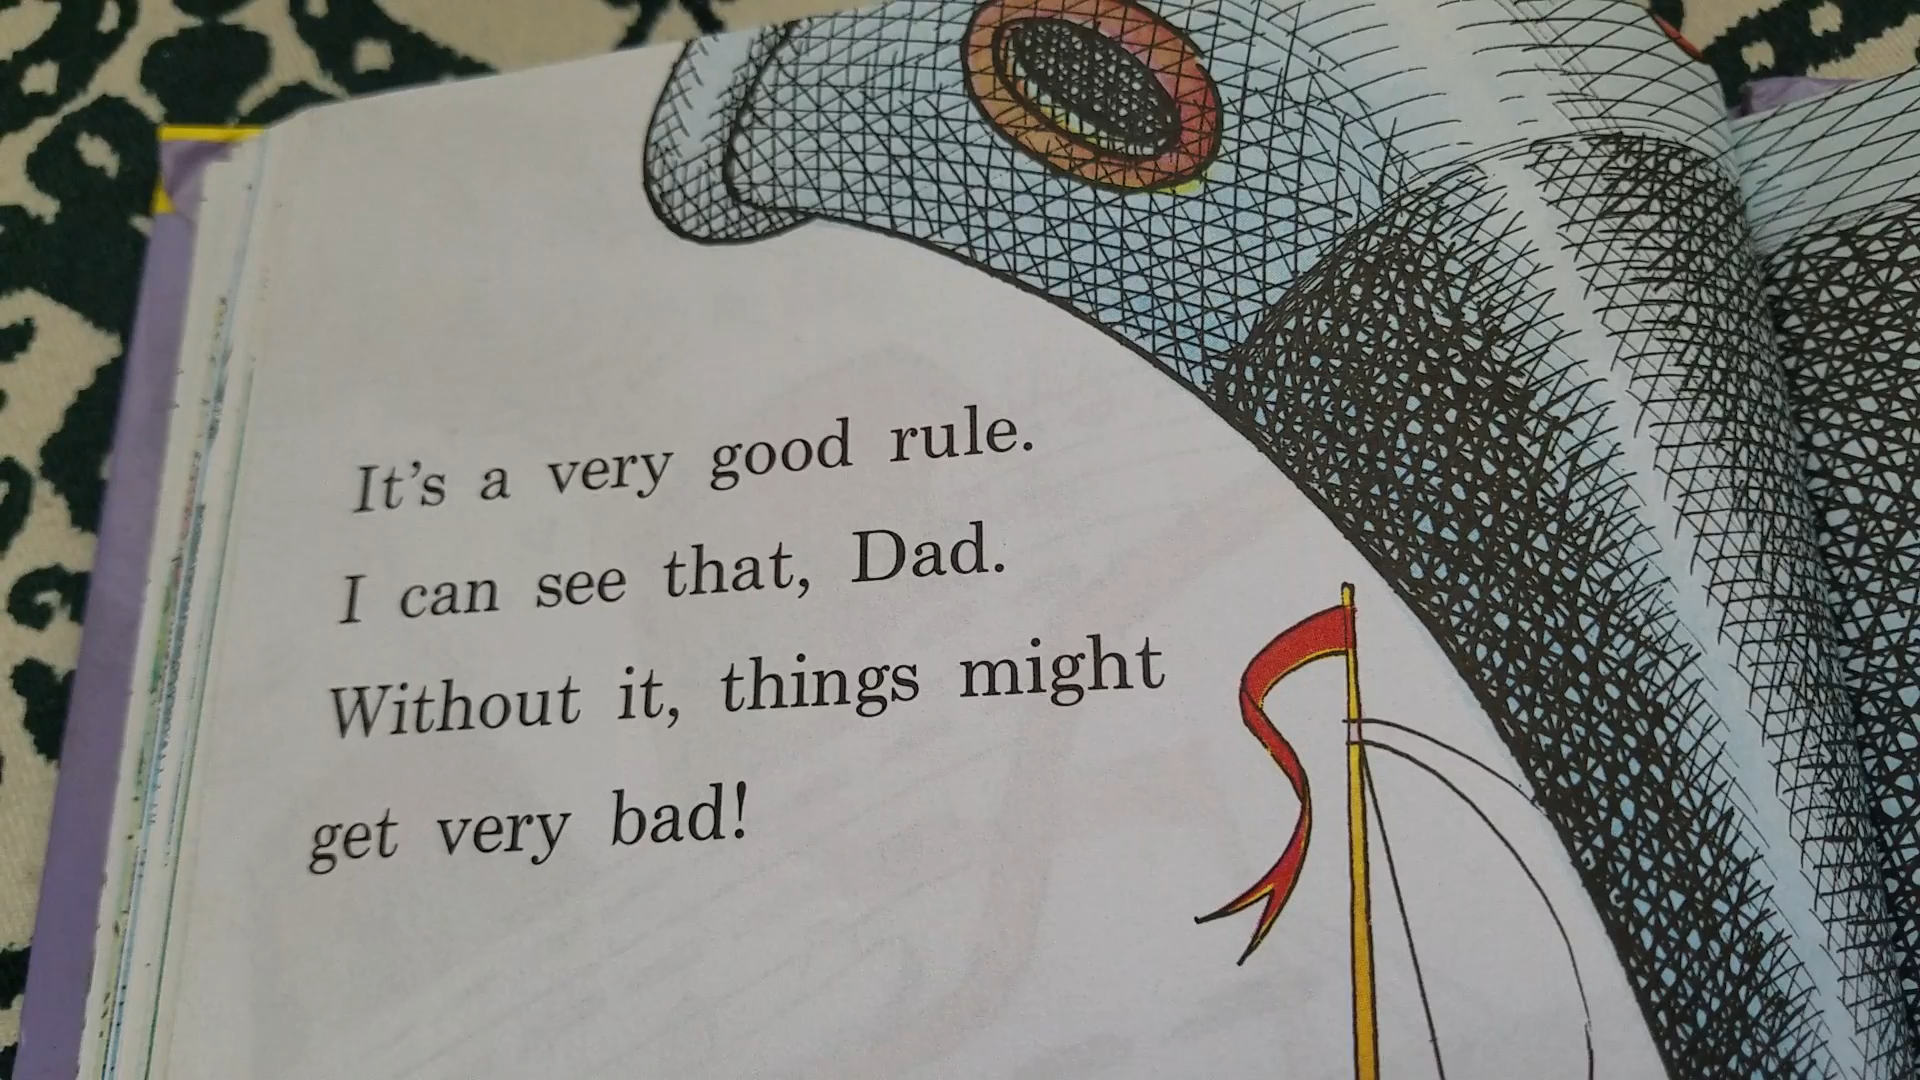 It's a very good rule.
I can see that, Dad.
Without it, things might
get very bad!